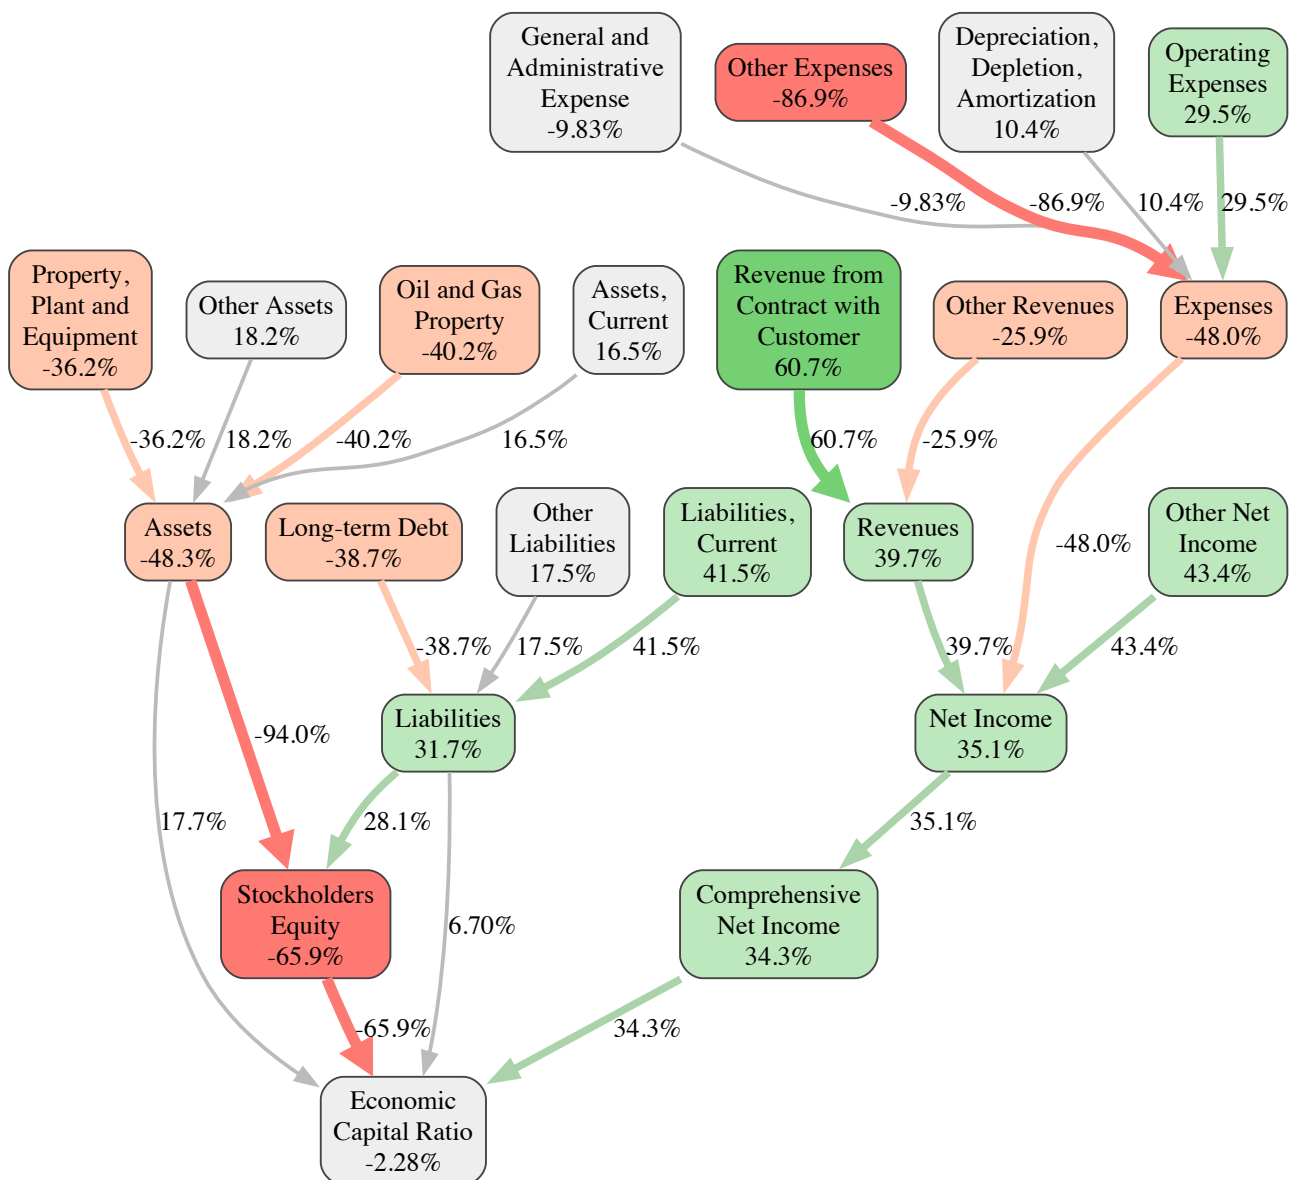 General and
Administrative
Expense
-9.83%
Other Expenses
-86.9%
Depreciation,
Depletion,
Amortization
10.4%
Operating
Expenses
29.5%
-9.83%
-86.9%
10.4%
29.5%
Property,
Plant and
Equipment
-36.2%
Other Assets
18.2%
Oil and Gas
Property
-40.2%
Assets,
Current
16.5%
Revenue from
Contract with
Customer
60.7%
Other Revenues
-25.9%
Expenses
-48.0%
-36.2%
18.2%
-40.2%
16.5%
60.7%
-25.9%
Assets
-48.3%
Long-term Debt
-38.7%
Other
Liabilities
17.5%
Liabilities,
Current
41.5%
Revenues
39.7%
-48.0%
Other Net
Income
43.4%
-38.7%
17.5%
41.5%
39.7%
43.4%
Liabilities
31.7%
Net Income
35.1%
-94.0%
17.7%
28.1%
35.1%
Stockholders
Equity
-65.9%
6.70%
Comprehensive
Net Income
34.3%
-65.9%
34.3%
Economic
Capital Ratio
-2.28%